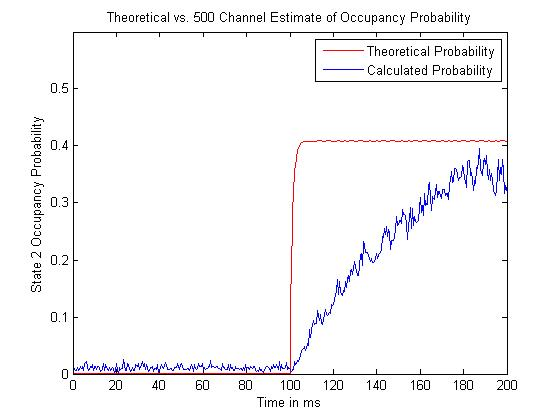 Theoretical vs. 500 Channel Estimate of Occupancy Probability
Theoretical Probability
Calculated Probability
State 2 Occupancy Probability
0.5
0.4
0.3
0.2
0.1
0
0 20 40 60 80 100 120 140 160 180 200
Time in ms